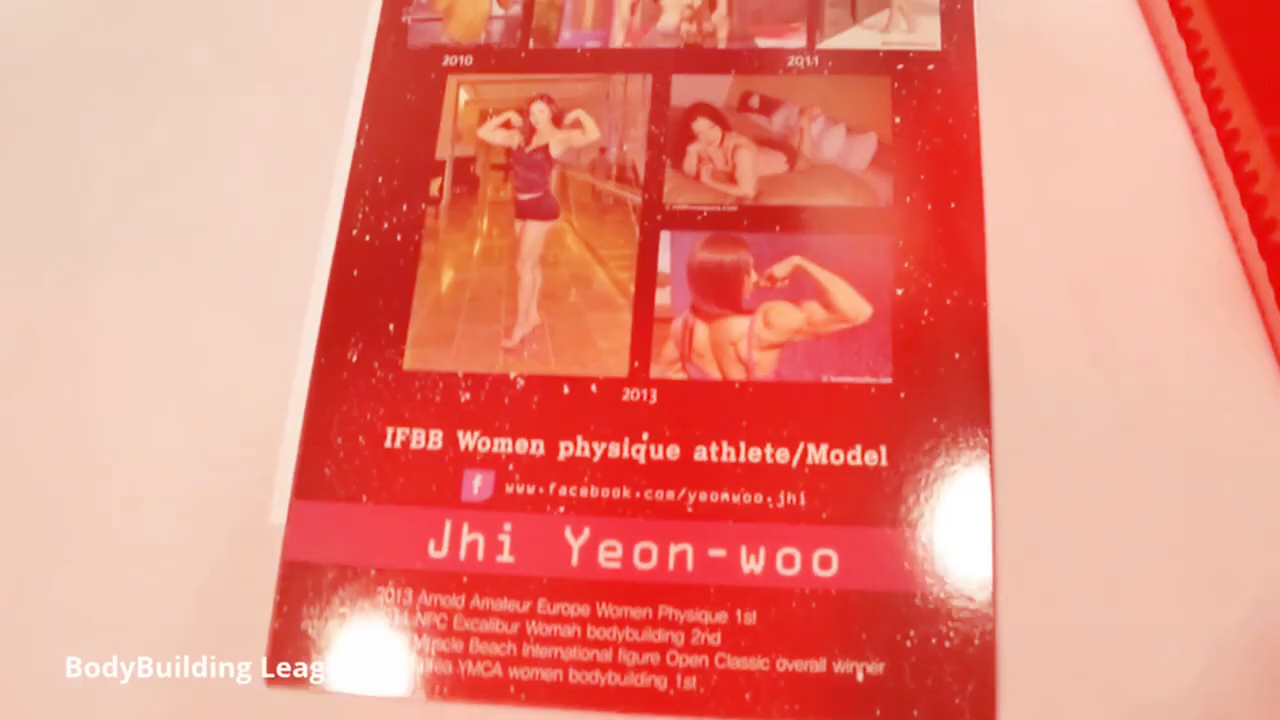 2010
2011
2013
IFBB Women physique athlete/Model
f www.facebook.com/yeonwoo.jhi
Jhi Yeon-woo
2013 Arnold Amateur Europe Women Physique 1st
NPC Excalibur Woman bodybuilding 2nd
Muscle Beach International figure Open Classic overall winner
YMCA women bodybuilding 1st
BodyBuilding